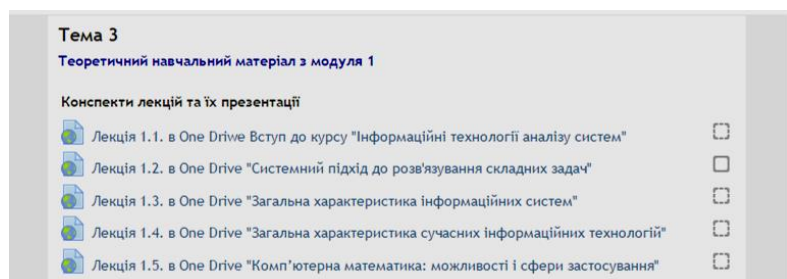 Тема 3
Теоретичний навчальний матеріал з модуля 1
Конспекти лекцій та їх презентації
Лекція 1.1. в One Driwe Вступ до курсу "Інформаційні технології аналізу систем"
Лекція 1.2. в One Drive "Системний підхід до розв'язування складних задач"
Лекція 1.3. в One Drive "Загальна характеристика інформаційних систем"
Лекція 1.4. в One Drive "Загальна характеристика сучасних інформаційних технологій"
Лекція 1.5. в One Drive "Комп’ютерна математика: можливості і сфери застосування"